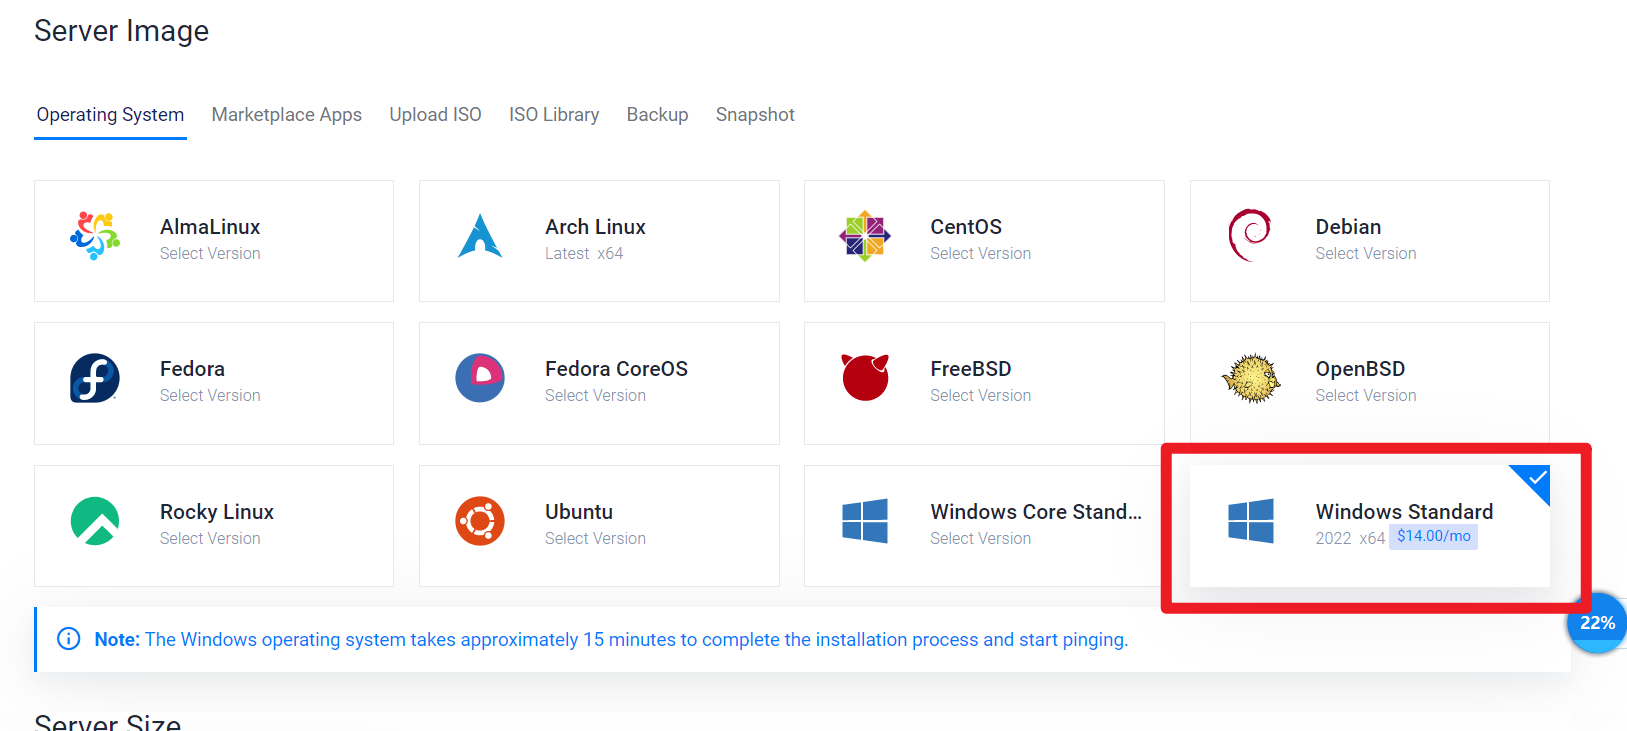 Server Image
Operating System Marketplace Apps Upload ISO ISO Library Backup Snapshot
AlmaLinux
Select Version
Arch Linux
Latest x64
CentOS
Select Version
Debian
Select Version
Fedora
Select Version
Fedora CoreOS
Select Version
FreeBSD
Select Version
OpenBSD
Select Version
Rocky Linux
Select Version
Ubuntu
Select Version
Windows Core Stand...
Select Version
Windows Standard
2022 x64 $14.00/mo
22%
Note: The Windows operating system takes approximately 15 minutes to complete the installation process and start pinging.
Server Size